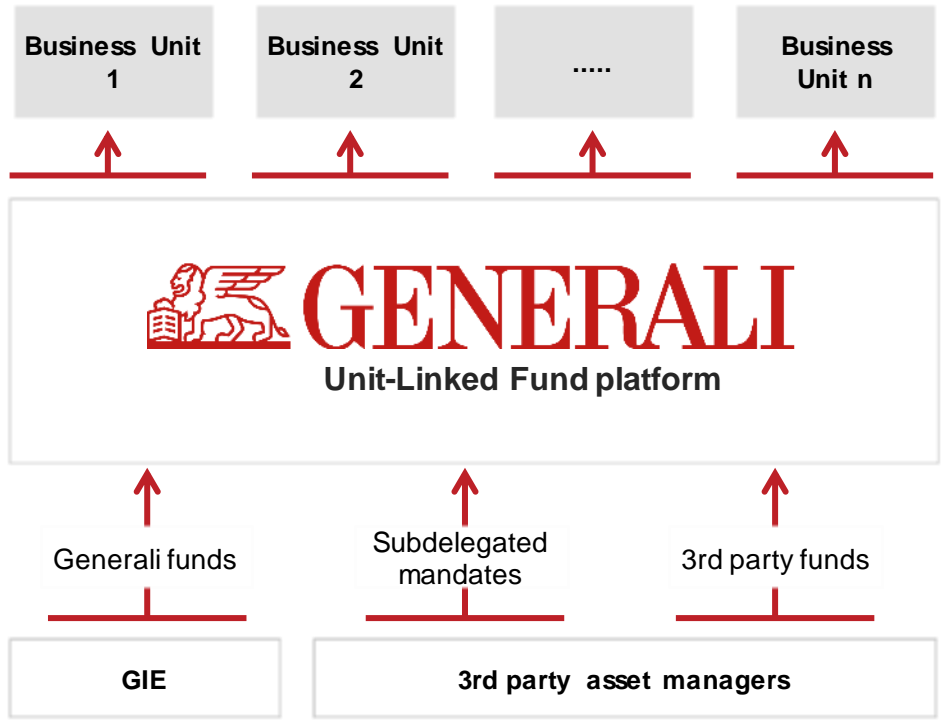 Business Unit
1
Business Unit
2
.....
Business
Unit n
GENERALI
Unit-Linked Fund platform
Generali funds
Subdelegated
mandates
3rd party funds
GIE
3rd party asset managers